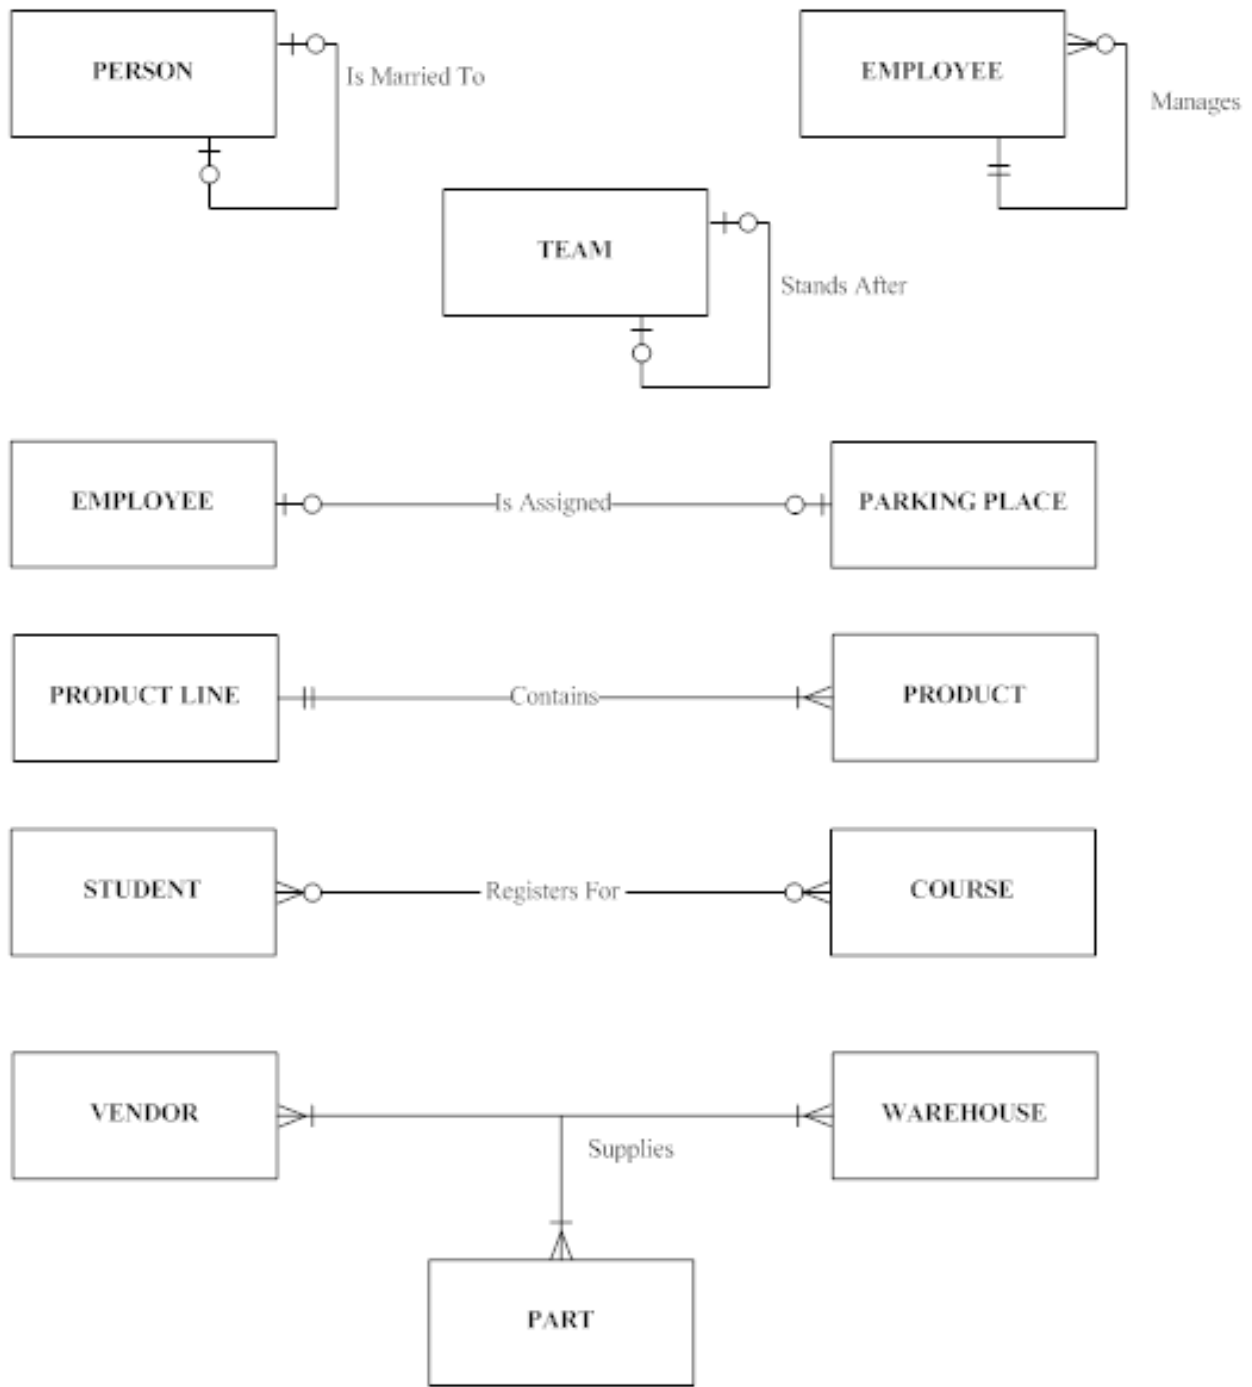 PERSON
Is Married To
EMPLOYEE
Manages
TEAM
Stands After
EMPLOYEE
Is Assigned
PARKING PLACE
PRODUCT LINE
Contains
PRODUCT
STUDENT
Registers For
COURSE
VENDOR
Supplies
WAREHOUSE
PART